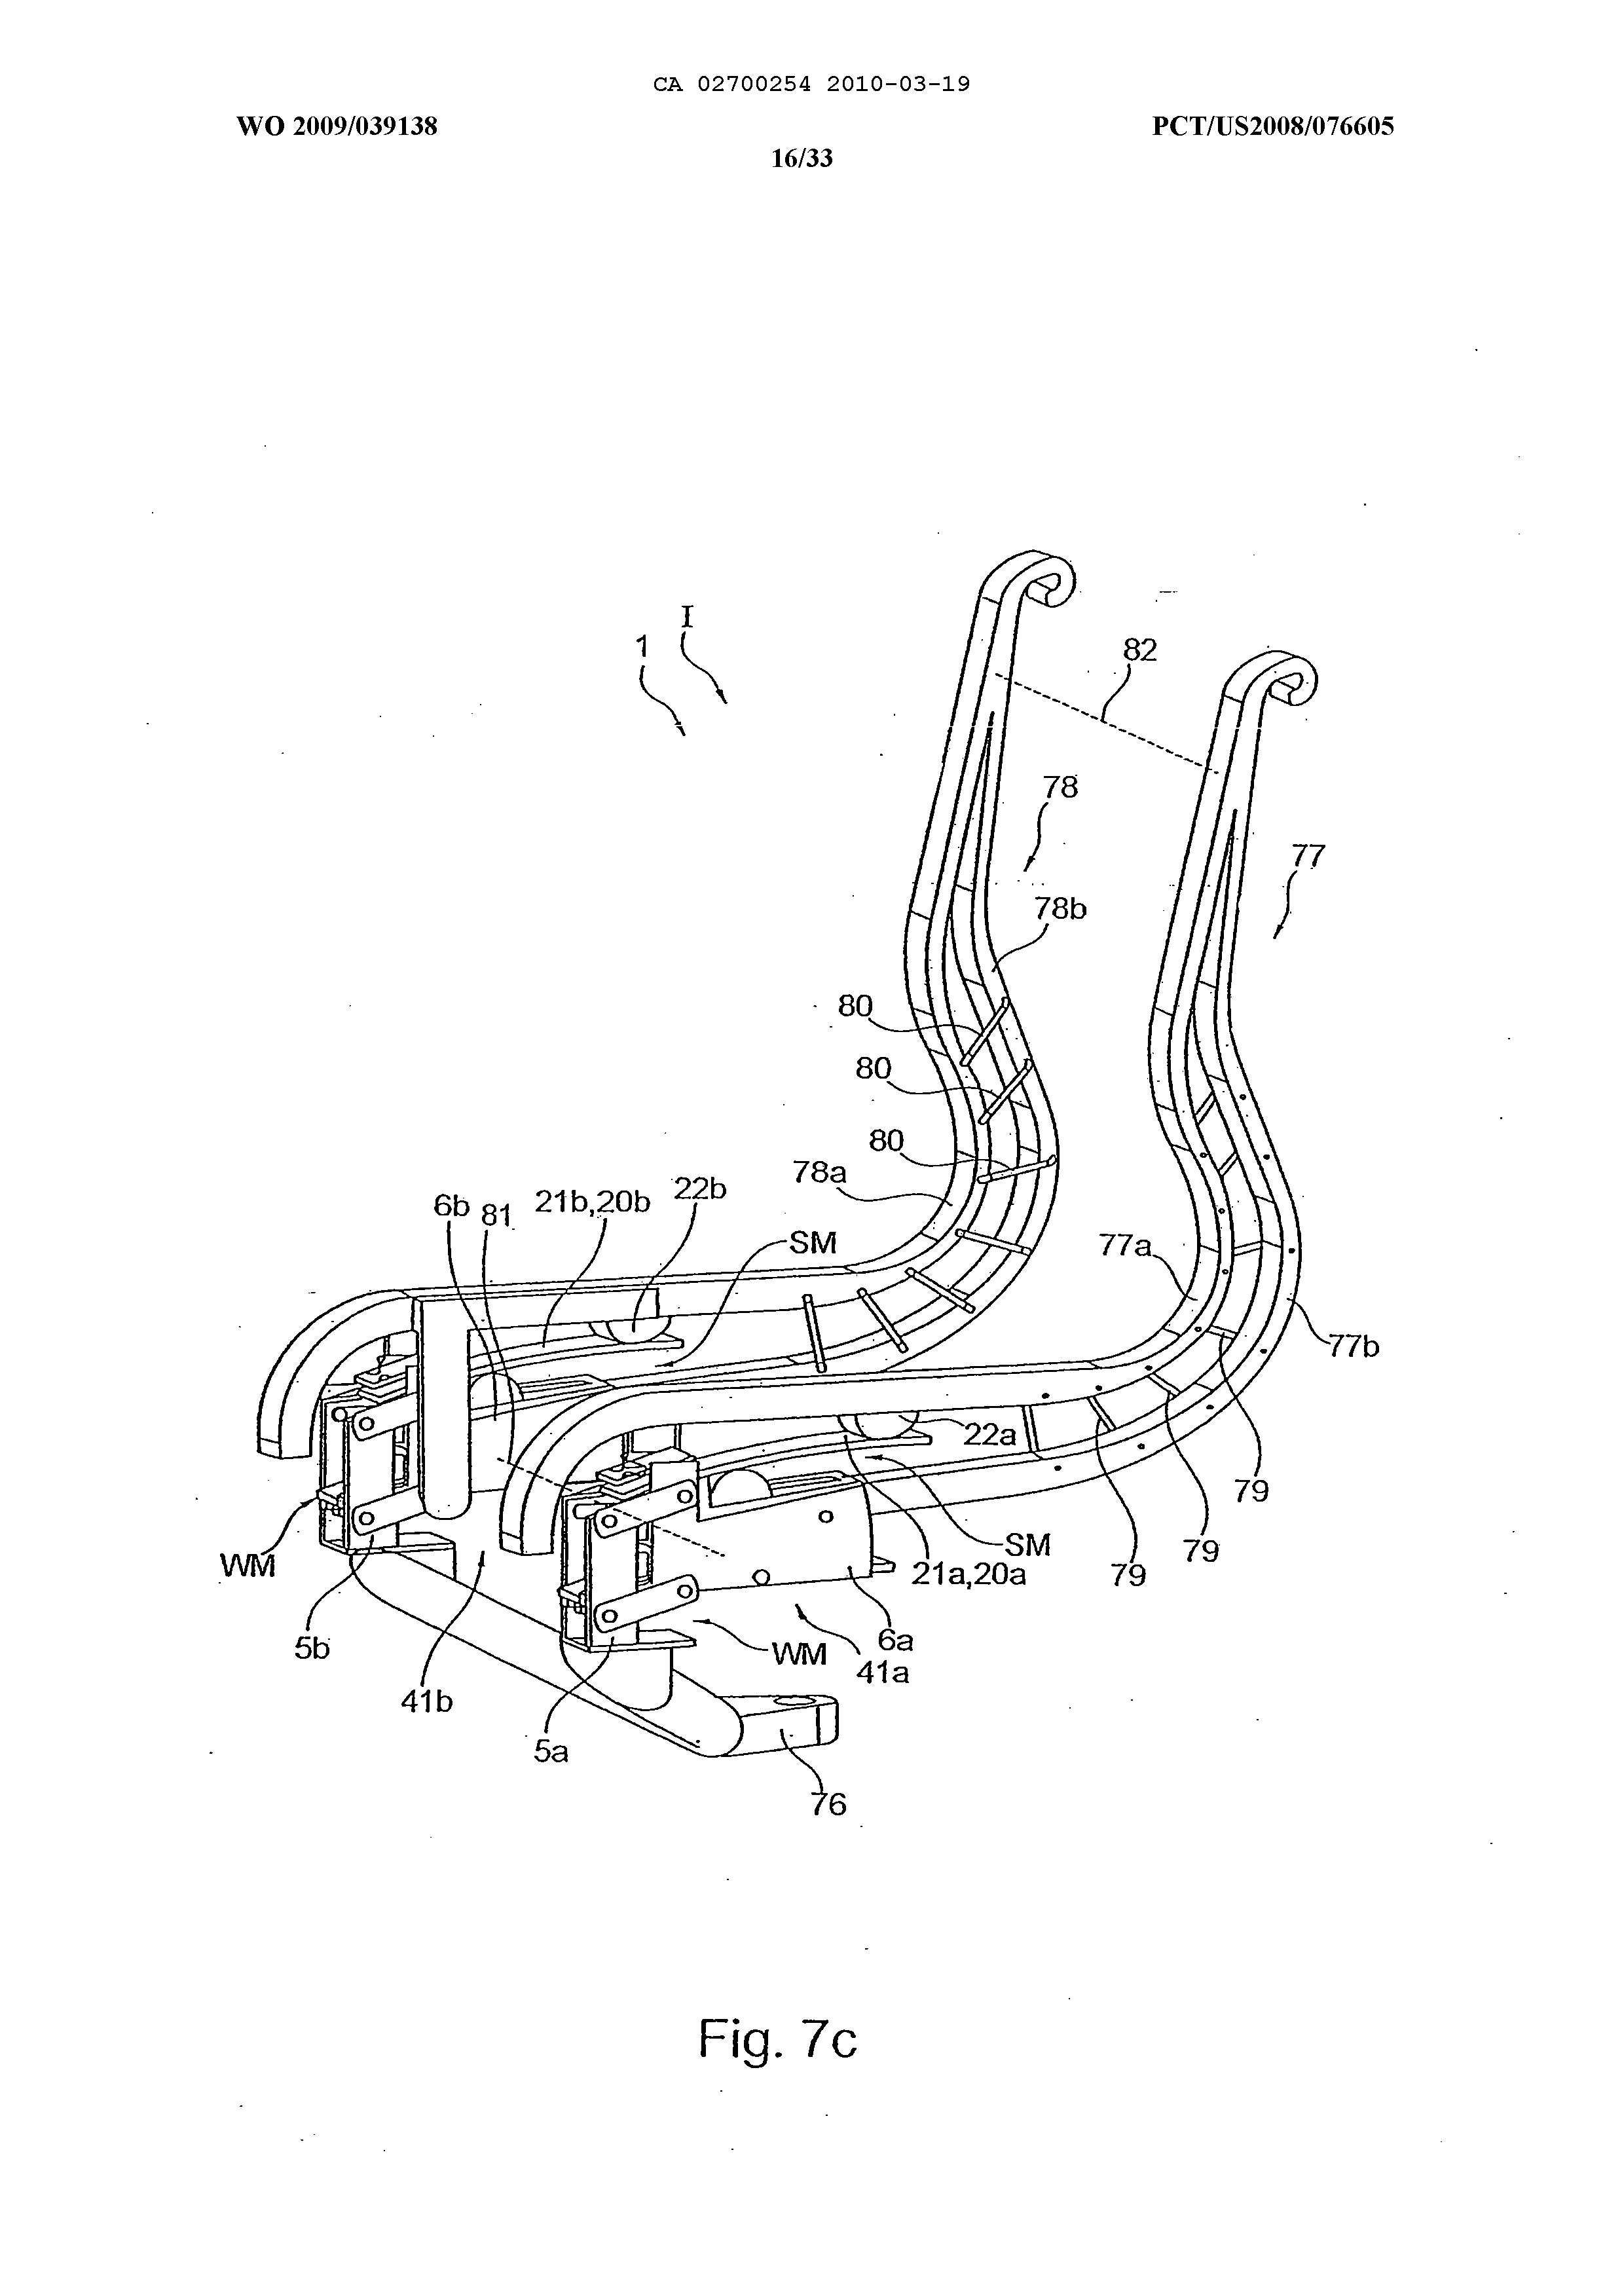 CA 02700254 2010-03-19
WO 2009/039138 PCT/US2008/076605
16/33
I
1
82
78
77
78b
80
80
80
78a
22b
21b,20b
6b
81
SM
77a
77b
22a
79
SM
79
WM
21a,20a
79
6a
5b
WM
41a
41b
5a
76
Fig. 7c